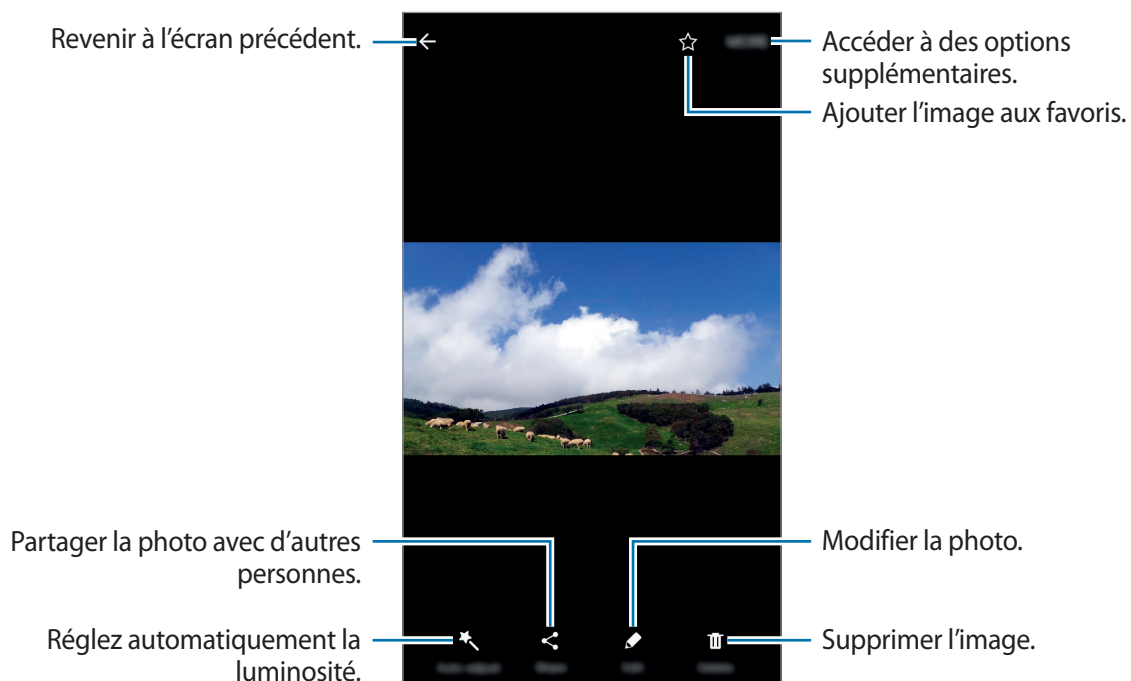 Revenir à l’écran précédent.
Accéder à des options
supplémentaires.
Ajouter l’image aux favoris.
Partager la photo avec d’autres
personnes.
Modifier la photo.
Réglez automatiquement la
luminosité.
Supprimer l’image.